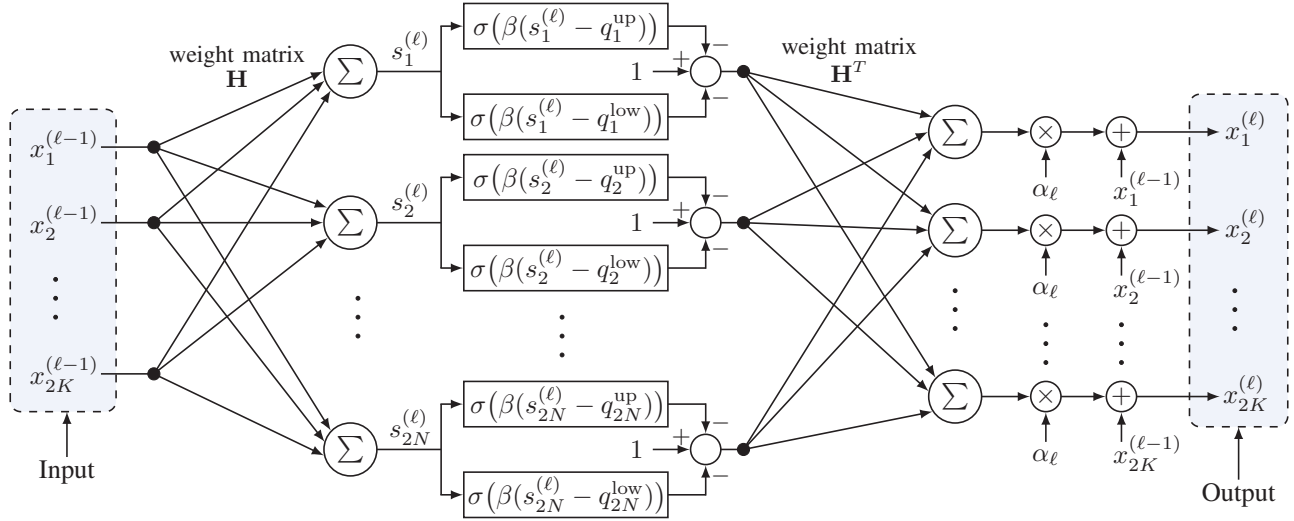 weight matrix
H
x_1^{(ℓ−1)}
x_2^{(ℓ−1)}
⋮
x_{2K}^{(ℓ−1)}
Input
∑
∑
⋮
∑
s_1^{(ℓ)}
s_2^{(ℓ)}
s_{2N}^{(ℓ)}
σ(β(s_1^{(ℓ)} − q_1^{up}))
1 + − −
σ(β(s_1^{(ℓ)} − q_1^{low}))
σ(β(s_2^{(ℓ)} − q_2^{up}))
1 + − −
σ(β(s_2^{(ℓ)} − q_2^{low}))
⋮
σ(β(s_{2N}^{(ℓ)} − q_{2N}^{up}))
1 + − −
σ(β(s_{2N}^{(ℓ)} − q_{2N}^{low}))
weight matrix
H^T
∑ × + x_1^{(ℓ)}
α_ℓ x_1^{(ℓ−1)}
∑ × + x_2^{(ℓ)}
α_ℓ x_2^{(ℓ−1)}
⋮ ⋮ ⋮ ⋮
∑ × + x_{2K}^{(ℓ)}
α_ℓ x_{2K}^{(ℓ−1)}
Output